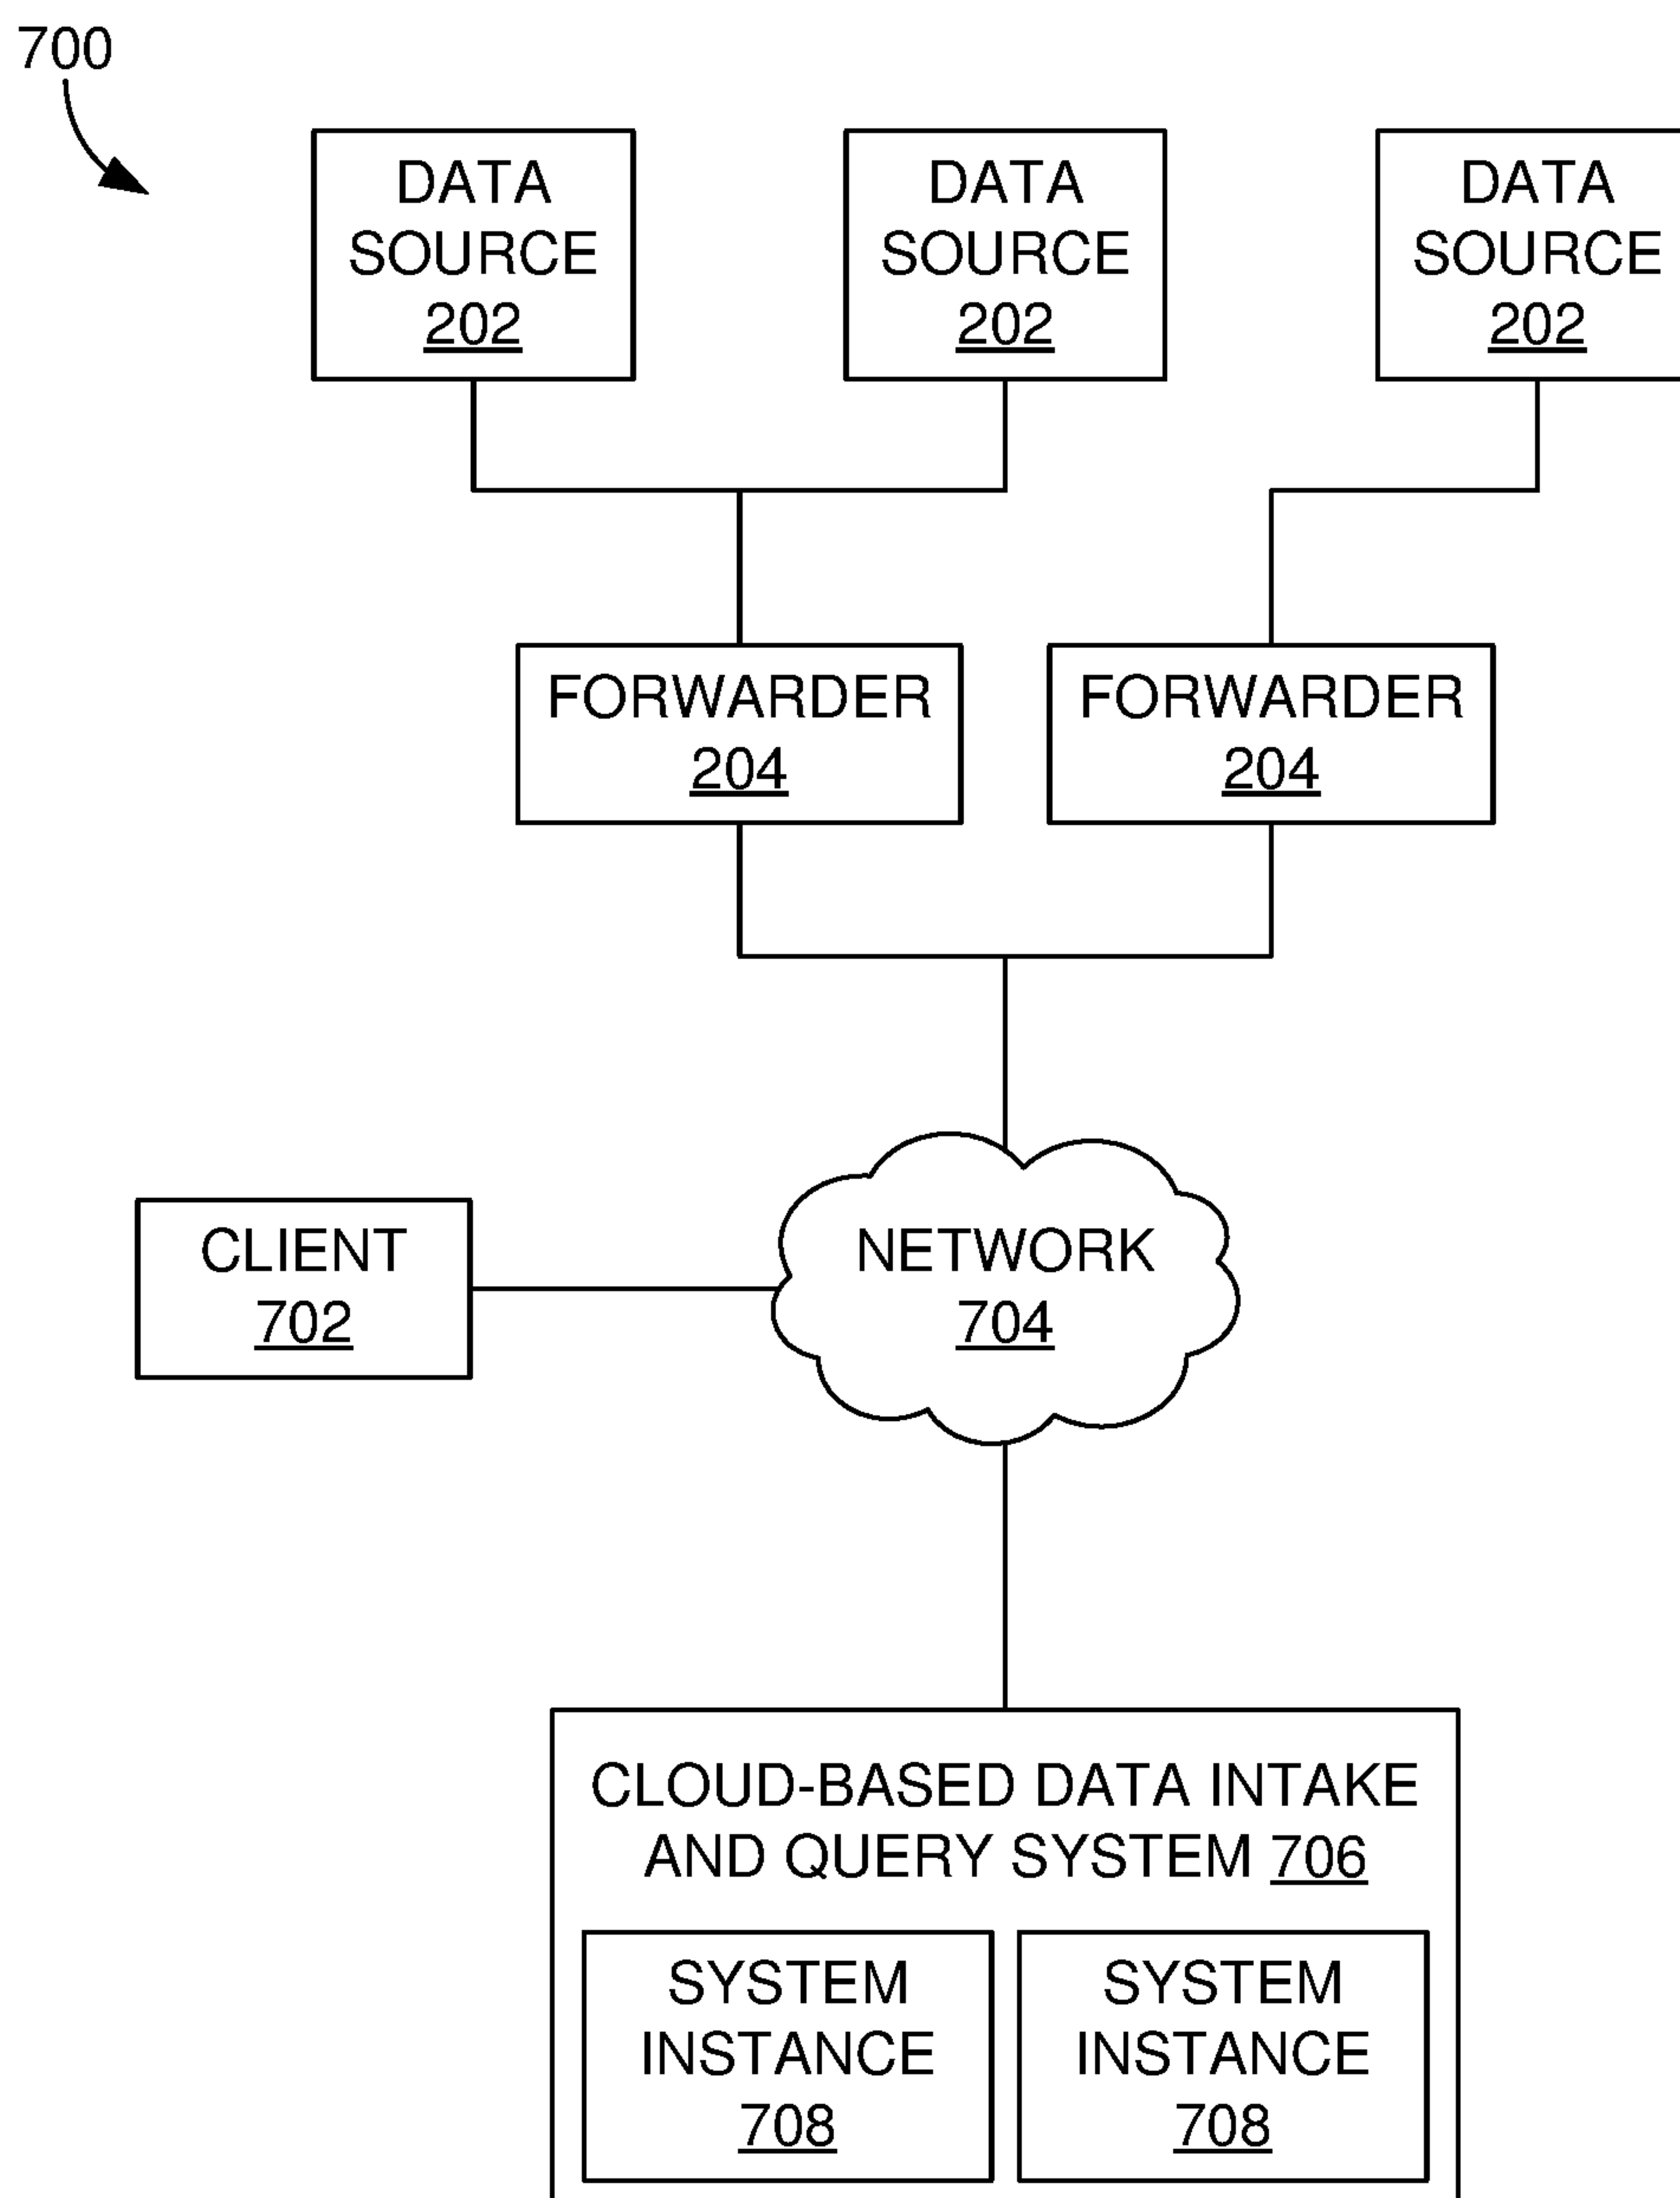 700
DATA
SOURCE
202
DATA
SOURCE
202
DATA
SOURCE
202
FORWARDER
204
FORWARDER
204
CLIENT
702
NETWORK
704
CLOUD-BASED DATA INTAKE
AND QUERY SYSTEM 706
SYSTEM
INSTANCE
708
SYSTEM
INSTANCE
708